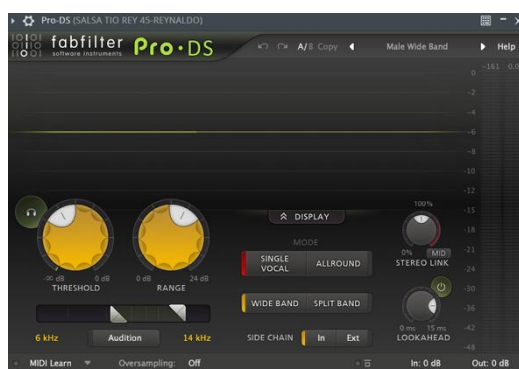 Pro-DS (SALSA TIO REY 45-REYNALDO)
fabfilter
software instruments
Pro·DS
A/B Copy
Male Wide Band
Help
-161 0,0
0
-2
-4
-6
-8
-10
-12
-15
-18
-21
-24
-30
-36
-42
-48
DISPLAY
MODE
SINGLE VOCAL
ALLROUND
WIDE BAND
SPLIT BAND
SIDE CHAIN
In
Ext
-∞ dB
0 dB
THRESHOLD
0 dB
24 dB
RANGE
6 kHz
Audition
14 kHz
100%
0%
MID
STEREO LINK
0 ms
15 ms
LOOKAHEAD
MIDI Learn
Oversampling: Off
In: 0 dB
Out: 0 dB